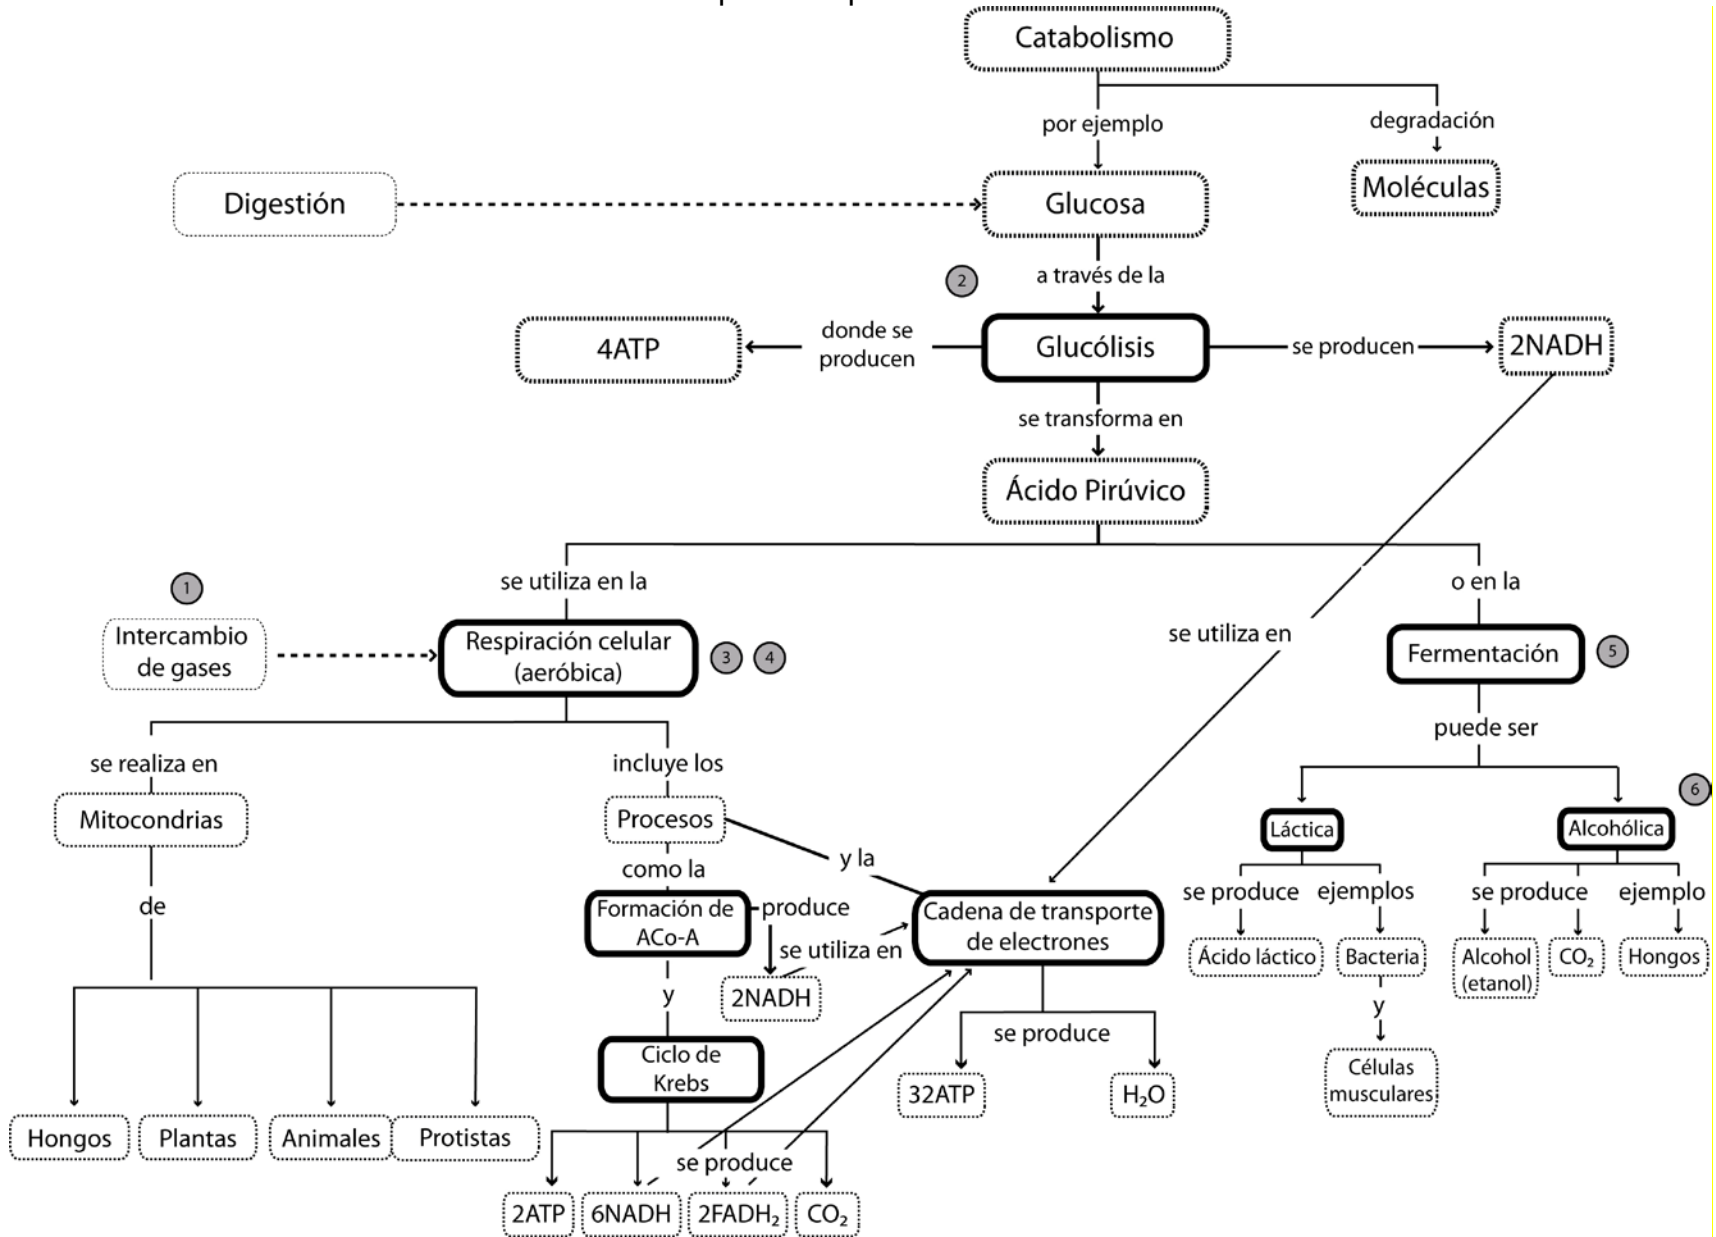 Catabolismo
por ejemplo
degradación
Digestión
Glucosa
Moléculas
2
a través de la
4ATP
donde se
producen
Glucólisis
se producen
2NADH
se transforma en
Ácido Pirúvico
1
se utiliza en la
o en la
Intercambio
de gases
Respiración celular
(aeróbica)
3
4
se utiliza en
Fermentación
5
puede ser
se realiza en
incluye los
6
Mitocondrias
Procesos
Láctica
Alcohólica
como la
y la
se produce
ejemplos
se produce
ejemplo
de
Formación de
ACo-A
produce
se utiliza en
Cadena de transporte
de electrones
Ácido láctico
Bacteria
Alcohol
(etanol)
CO₂
Hongos
y
2NADH
y
se produce
Ciclo de
Krebs
32ATP
H₂O
Células
musculares
Hongos
Plantas
Animales
Protistas
se produce
2ATP
6NADH
2FADH₂
CO₂